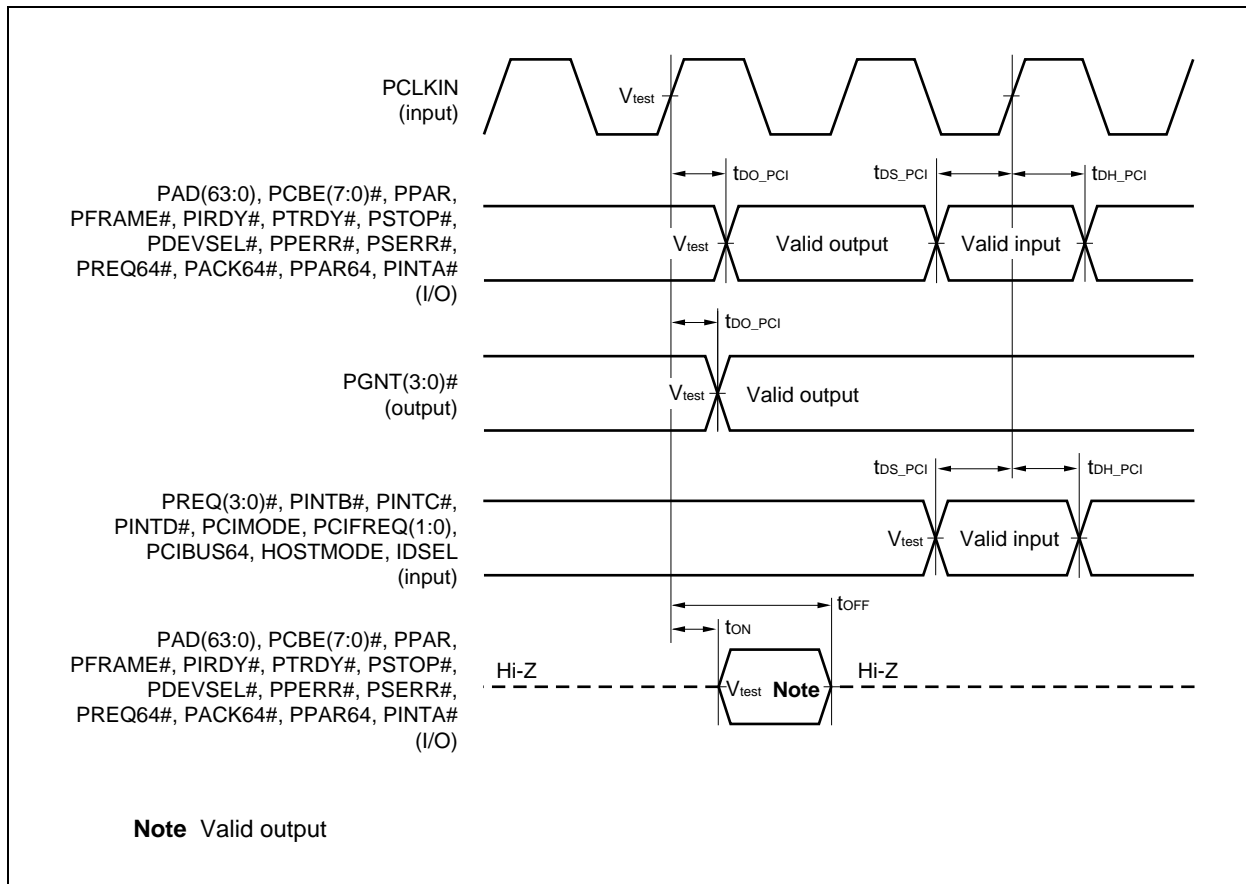 PCLKIN
(input)
Vtest
PAD(63:0), PCBE(7:0)#, PPAR,
PFRAME#, PIRDY#, PTRDY#, PSTOP#,
PDEVSEL#, PPERR#, PSERR#,
PREQ64#, PACK64#, PPAR64, PINTA#
(I/O)
tDO_PCI
tDS_PCI
tDH_PCI
Vtest
Valid output
Valid input
PGNT(3:0)#
(output)
tDO_PCI
Vtest
Valid output
PREQ(3:0)#, PINTB#, PINTC#,
PINTD#, PCIMODE, PCIFREQ(1:0),
PCIBUS64, HOSTMODE, IDSEL
(input)
tDS_PCI
tDH_PCI
Vtest
Valid input
PAD(63:0), PCBE(7:0)#, PPAR,
PFRAME#, PIRDY#, PTRDY#, PSTOP#,
PDEVSEL#, PPERR#, PSERR#,
PREQ64#, PACK64#, PPAR64, PINTA#
(I/O)
tOFF
tON
Hi-Z
Vtest Note
Hi-Z
Note Valid output